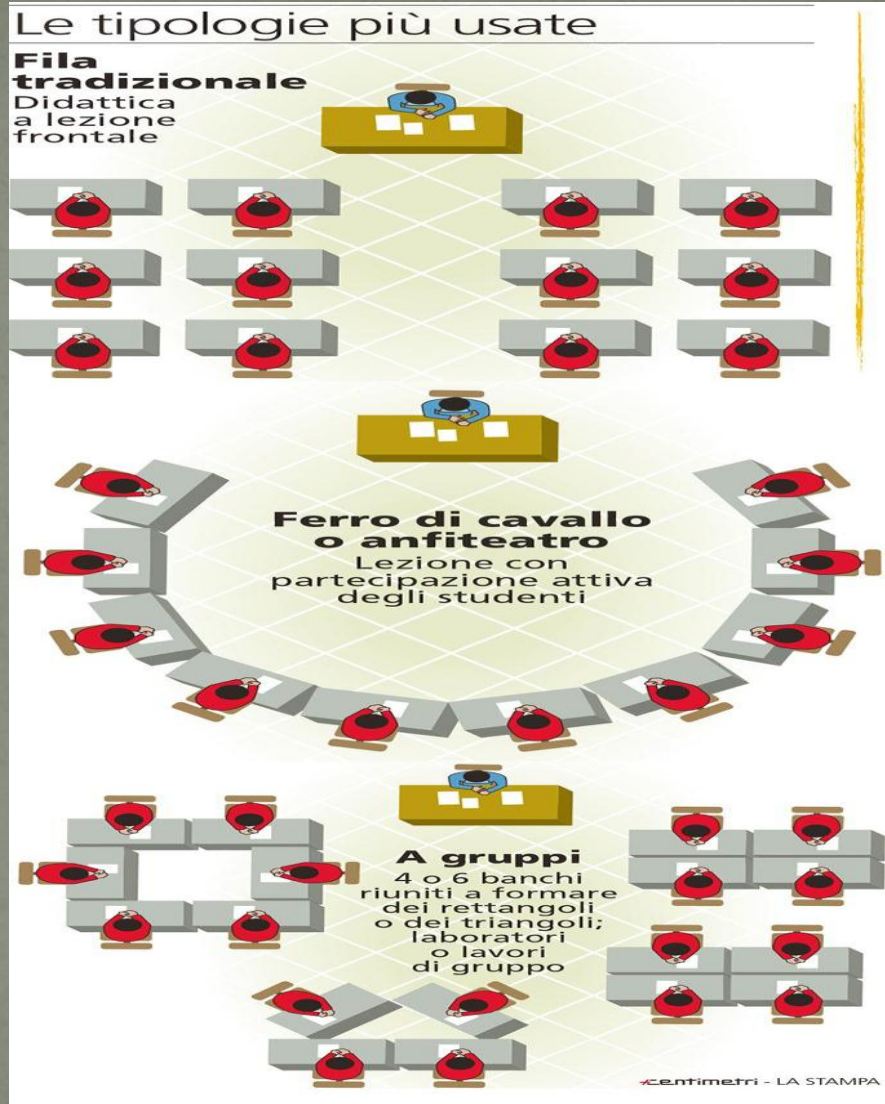 Le tipologie più usate
Fila
tradizionale
Didattica
a lezione
frontale
Ferro di cavallo
o anfiteatro
Lezione con
partecipazione attiva
degli studenti
A gruppi
4 o 6 banchi
riuniti a formare
dei rettangoli
o dei triangoli;
laboratori
o lavori
di gruppo
centimetri - LA STAMPA